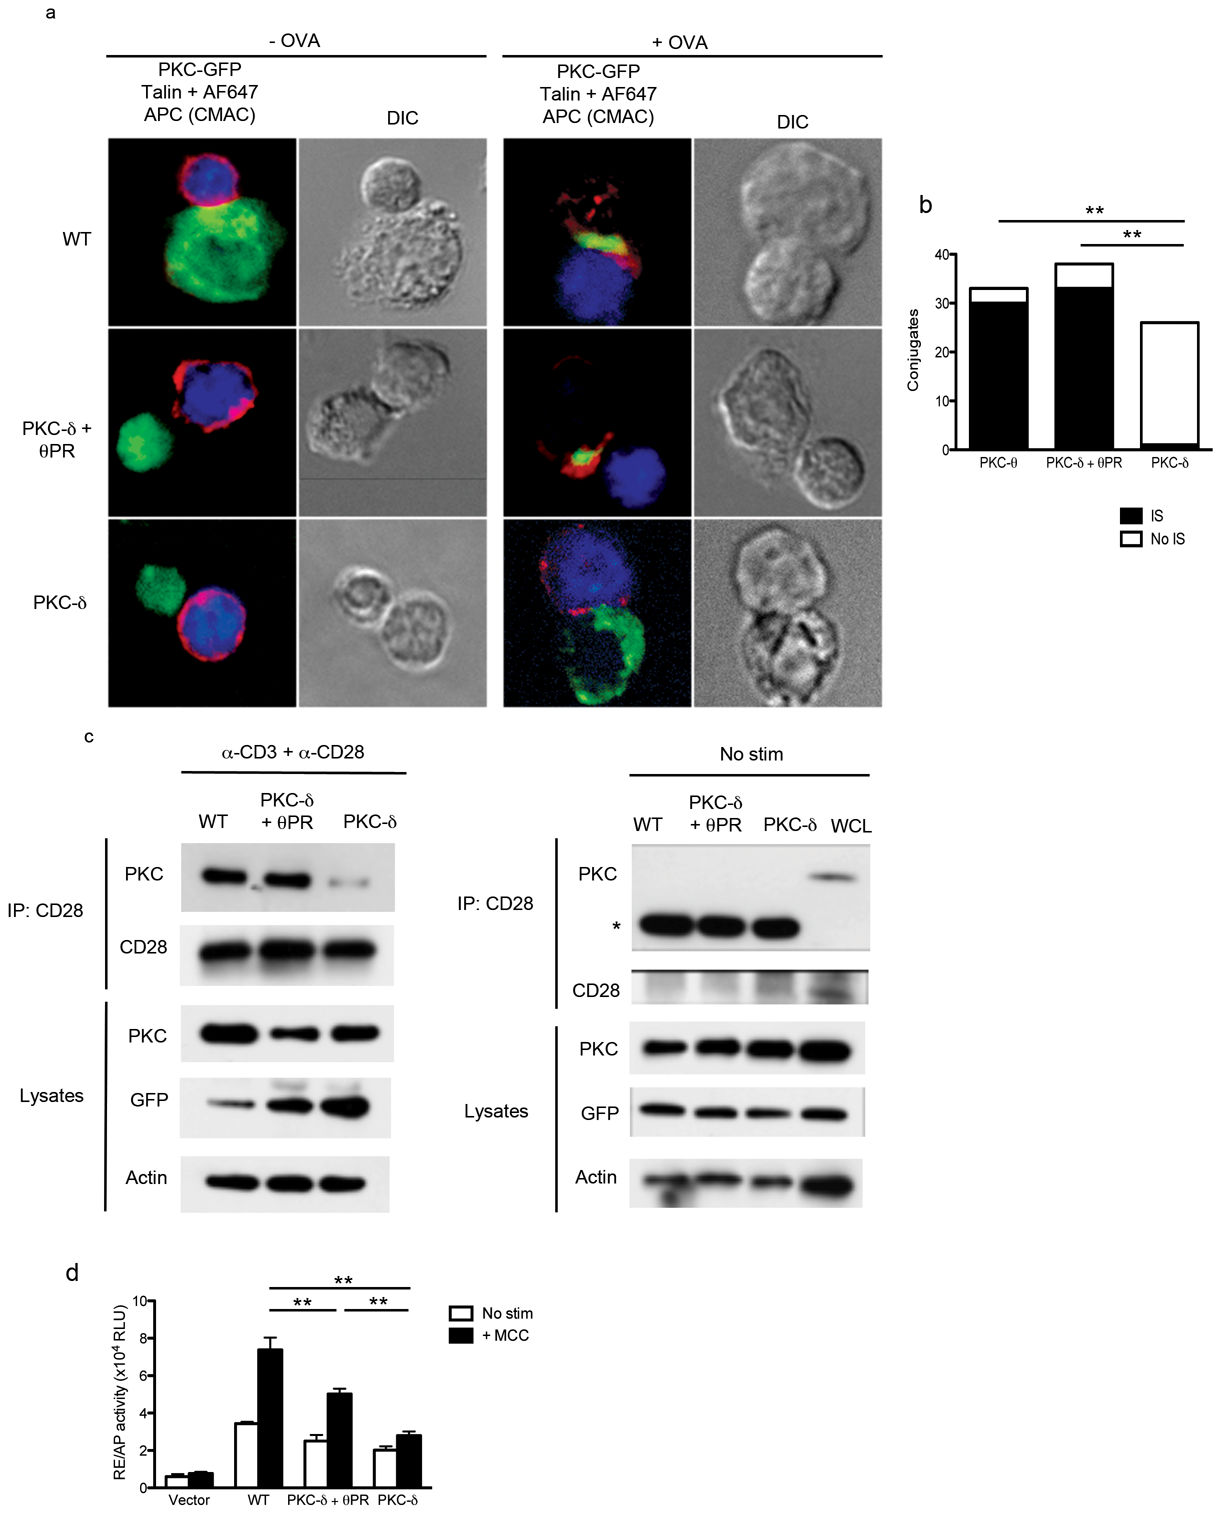 a
- OVA
+ OVA
PKC-GFP
Talin + AF647
APC (CMAC)
DIC
PKC-GFP
Talin + AF647
APC (CMAC)
DIC
WT
PKC-δ +
θPR
PKC-δ
b
**
**
40
30
20
10
0
Conjugates
PKC-θ
PKC-δ + θPR
PKC-δ
IS
No IS
c
α-CD3 + α-CD28
WT
PKC-δ
+ θPR
PKC-δ
IP: CD28
PKC
CD28
Lysates
PKC
GFP
Actin
No stim
WT
PKC-δ
+ θPR
PKC-δ
WCL
IP: CD28
PKC
*
CD28
Lysates
PKC
GFP
Actin
d
**
**
**
10
8
6
4
2
0
RE/AP activity (x10⁴ RLU)
Vector
WT
PKC-δ + θPR
PKC-δ
No stim
+ MCC